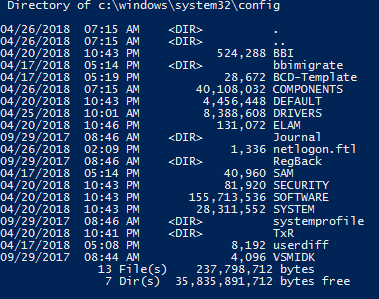 Directory of c:\windows\system32\config
04/26/2018 07:15 AM <DIR> .
04/26/2018 07:15 AM <DIR> ..
04/20/2018 10:43 PM 524,288 BBI
04/17/2018 05:14 PM <DIR> bbimigrate
04/17/2018 05:19 PM 28,672 BCD-Template
04/26/2018 07:15 AM 40,108,032 COMPONENTS
04/20/2018 10:43 PM 4,456,448 DEFAULT
04/25/2018 10:01 AM 8,388,608 DRIVERS
04/20/2018 10:46 PM 131,072 ELAM
09/29/2017 08:46 AM <DIR> Journal
04/26/2018 02:09 PM 1,336 netlogon.ftl
09/29/2017 08:46 AM <DIR> RegBack
04/17/2018 05:14 PM 40,960 SAM
04/20/2018 10:43 PM 81,920 SECURITY
04/20/2018 10:43 PM 155,713,536 SOFTWARE
04/20/2018 10:43 PM 28,311,552 SYSTEM
09/29/2017 08:46 AM <DIR> systemprofile
04/20/2018 10:41 PM <DIR> TxR
04/17/2018 05:08 PM 8,192 userdiff
09/29/2017 08:44 AM 4,096 VSMIDK
13 File(s) 237,798,712 bytes
7 Dir(s) 35,835,891,712 bytes free